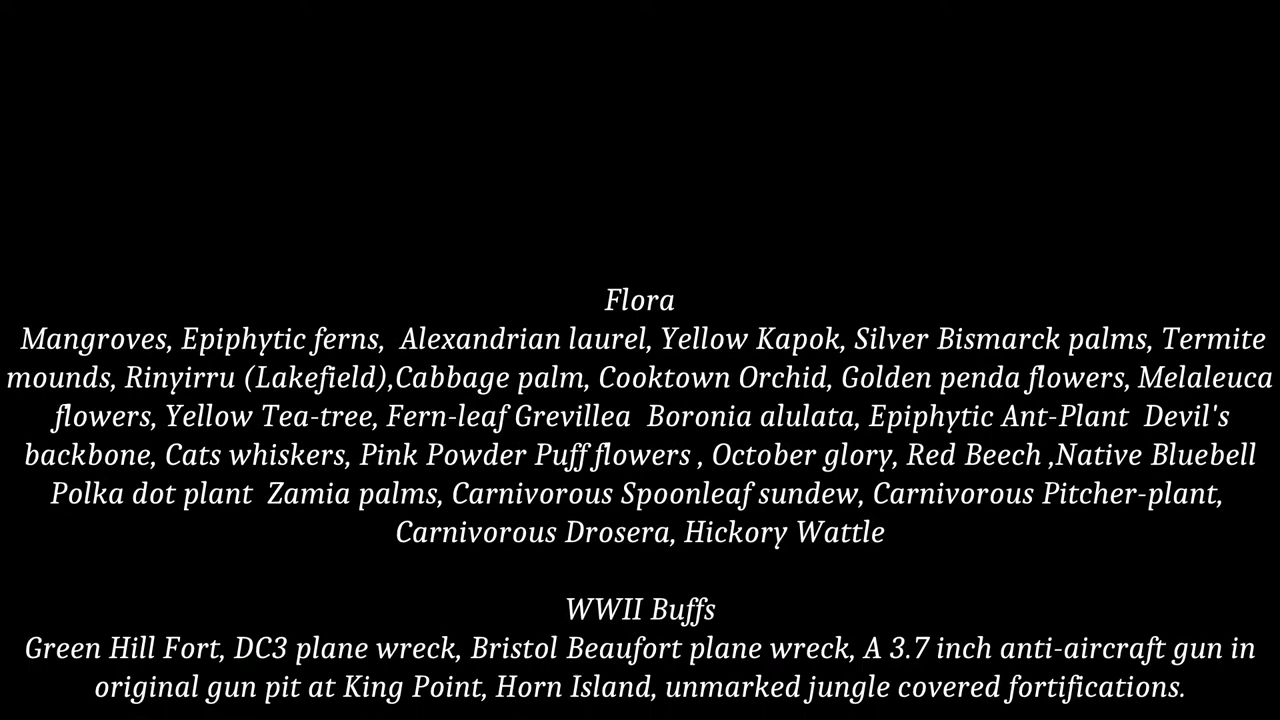 Flora
Mangroves, Epiphytic ferns,  Alexandrian laurel, Yellow Kapok, Silver Bismarck palms, Termite
mounds, Rinyirru (Lakefield),Cabbage palm, Cooktown Orchid, Golden penda flowers, Melaleuca
flowers, Yellow Tea-tree, Fern-leaf Grevillea  Boronia alulata, Epiphytic Ant-Plant  Devil's
backbone, Cats whiskers, Pink Powder Puff flowers , October glory, Red Beech ,Native Bluebell
Polka dot plant  Zamia palms, Carnivorous Spoonleaf sundew, Carnivorous Pitcher-plant,
Carnivorous Drosera, Hickory Wattle
WWII Buffs
Green Hill Fort, DC3 plane wreck, Bristol Beaufort plane wreck, A 3.7 inch anti-aircraft gun in
original gun pit at King Point, Horn Island, unmarked jungle covered fortifications.